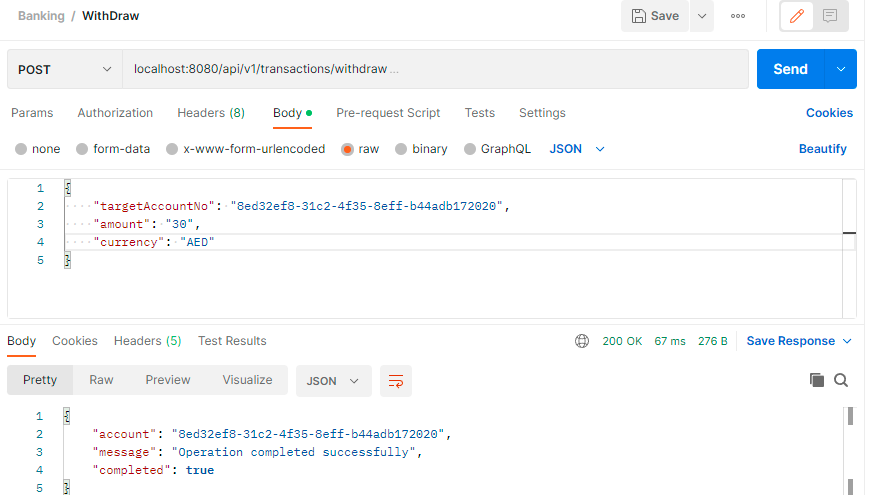 Banking / WithDraw
Save
POST
localhost:8080/api/v1/transactions/withdraw ...
Send
Params Authorization Headers (8) Body Pre-request Script Tests Settings Cookies
none form-data x-www-form-urlencoded raw binary GraphQL JSON Beautify
1 {
2 "targetAccountNo": "8ed32ef8-31c2-4f35-8eff-b44adb172020",
3 "amount": "30",
4 "currency": "AED"
5 }
Body Cookies Headers (5) Test Results 200 OK 67 ms 276 B Save Response
Pretty Raw Preview Visualize JSON
1 {
2 "account": "8ed32ef8-31c2-4f35-8eff-b44adb172020",
3 "message": "Operation completed successfully",
4 "completed": true
5 }